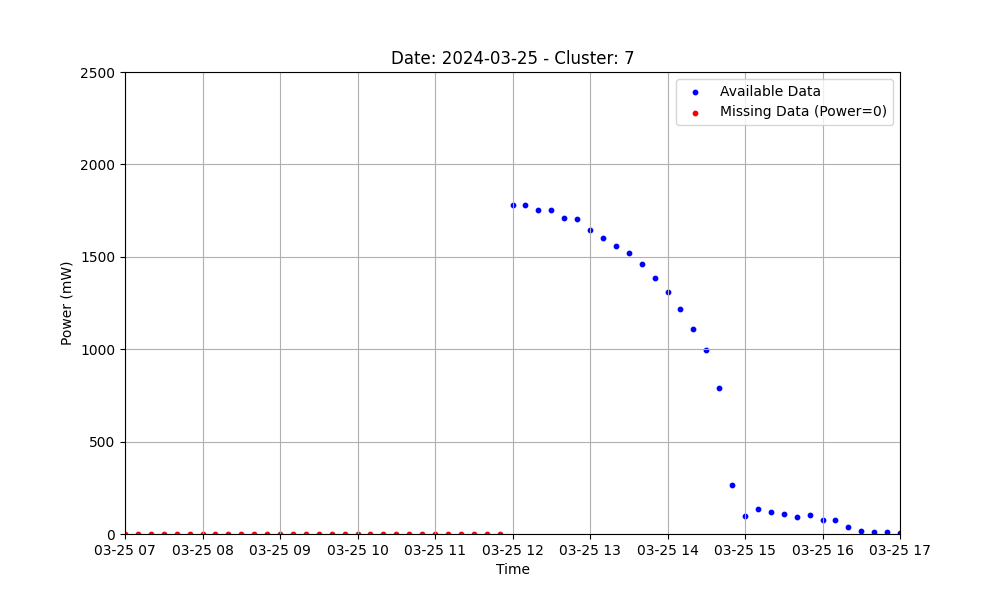 Date: 2024-03-25 - Cluster: 7
Available Data
Missing Data (Power=0)
Power (mW)
2500
2000
1500
1000
500
0
03-25 07 03-25 08 03-25 09 03-25 10 03-25 11 03-25 12 03-25 13 03-25 14 03-25 15 03-25 16 03-25 17
Time